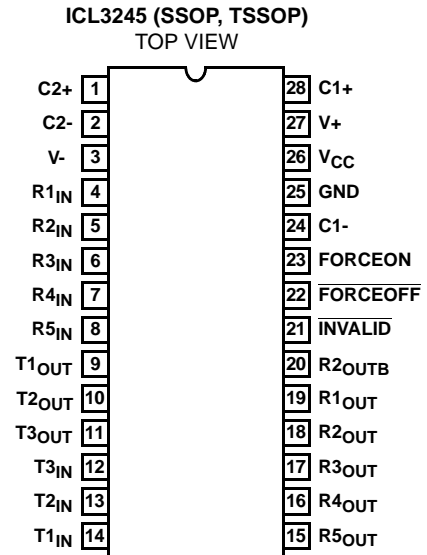 ICL3245 (SSOP, TSSOP)
TOP VIEW
C2+ 1 28 C1+
C2- 2 27 V+
V- 3 26 VCC
R1IN 4 25 GND
R2IN 5 24 C1-
R3IN 6 23 FORCEON
R4IN 7 22 FORCEOFF
R5IN 8 21 INVALID
T1OUT 9 20 R2OUTB
T2OUT 10 19 R1OUT
T3OUT 11 18 R2OUT
T3IN 12 17 R3OUT
T2IN 13 16 R4OUT
T1IN 14 15 R5OUT